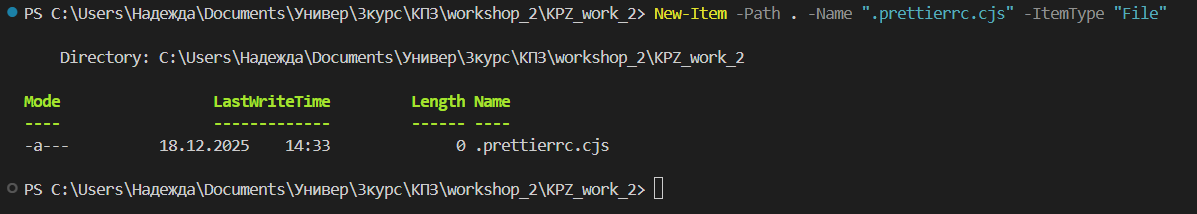 PS C:\Users\Надежда\Documents\Универ\3курс\КПЗ\workshop_2\KPZ_work_2> New-Item -Path . -Name ".prettierrc.cjs" -ItemType "File"
Directory: C:\Users\Надежда\Documents\Универ\3курс\КПЗ\workshop_2\KPZ_work_2
Mode                 LastWriteTime         Length Name
----                 -------------         ------ ----
-a---          18.12.2025    14:33              0 .prettierrc.cjs
PS C:\Users\Надежда\Documents\Универ\3курс\КПЗ\workshop_2\KPZ_work_2>